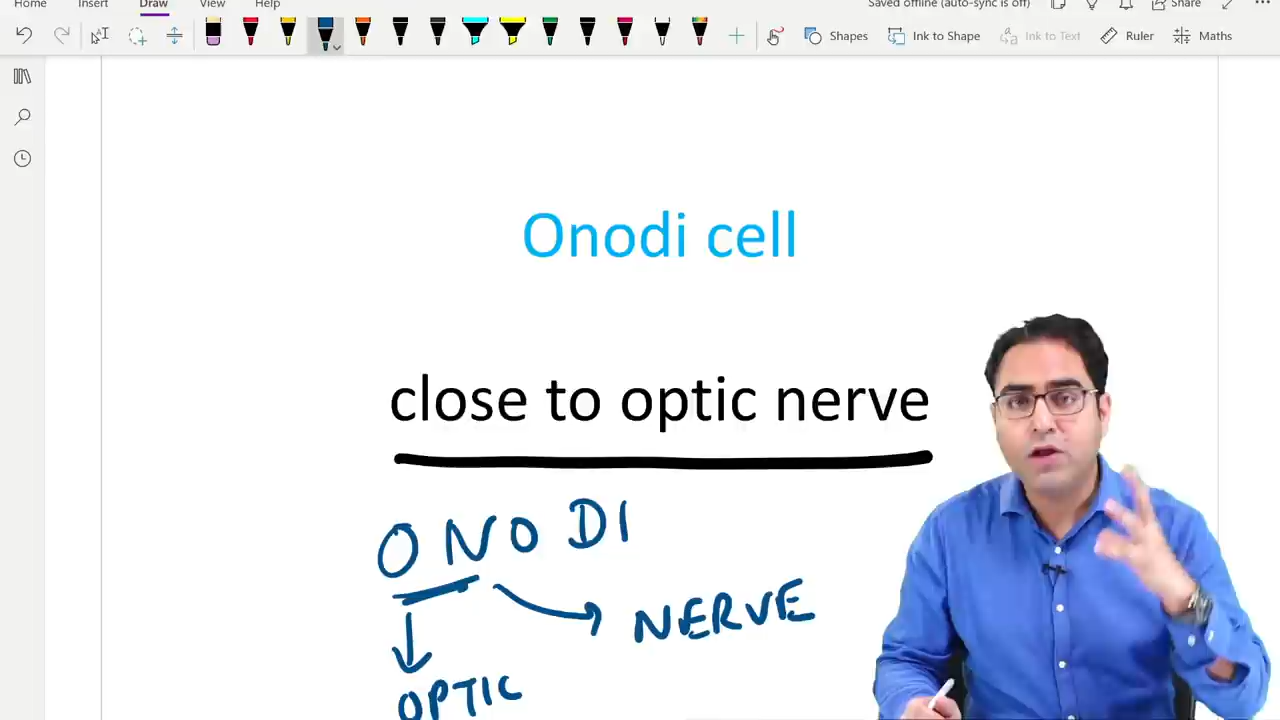 Home Insert Draw View Help Saved offline (auto-sync is off) Share
Shapes Ink to Shape Ink to Text Ruler Maths
Onodi cell
close to optic nerve
ONODI
NERVE
OPTIC